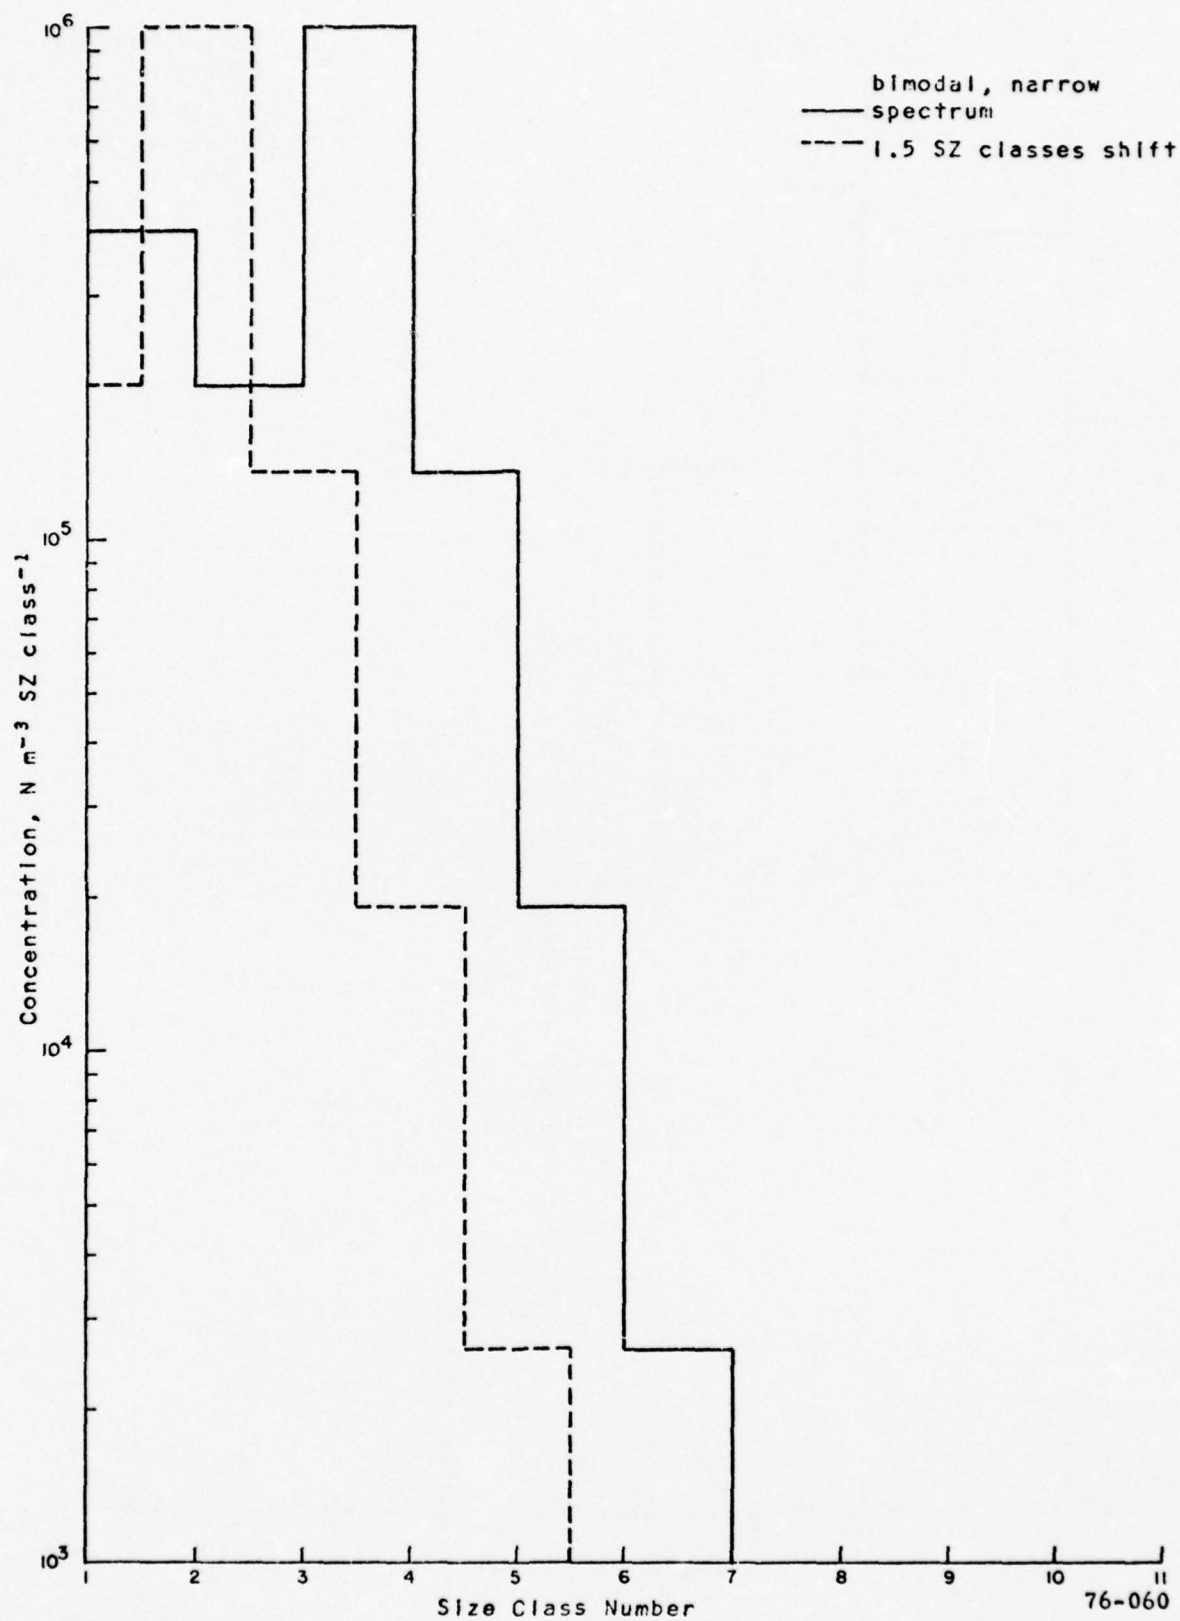 bimodal, narrow
spectrum
1.5 SZ classes shift
10⁶
10⁵
10⁴
10³
Concentration, N m⁻³ SZ class⁻¹
1 2 3 4 5 6 7 8 9 10 11
Size Class Number
76-060